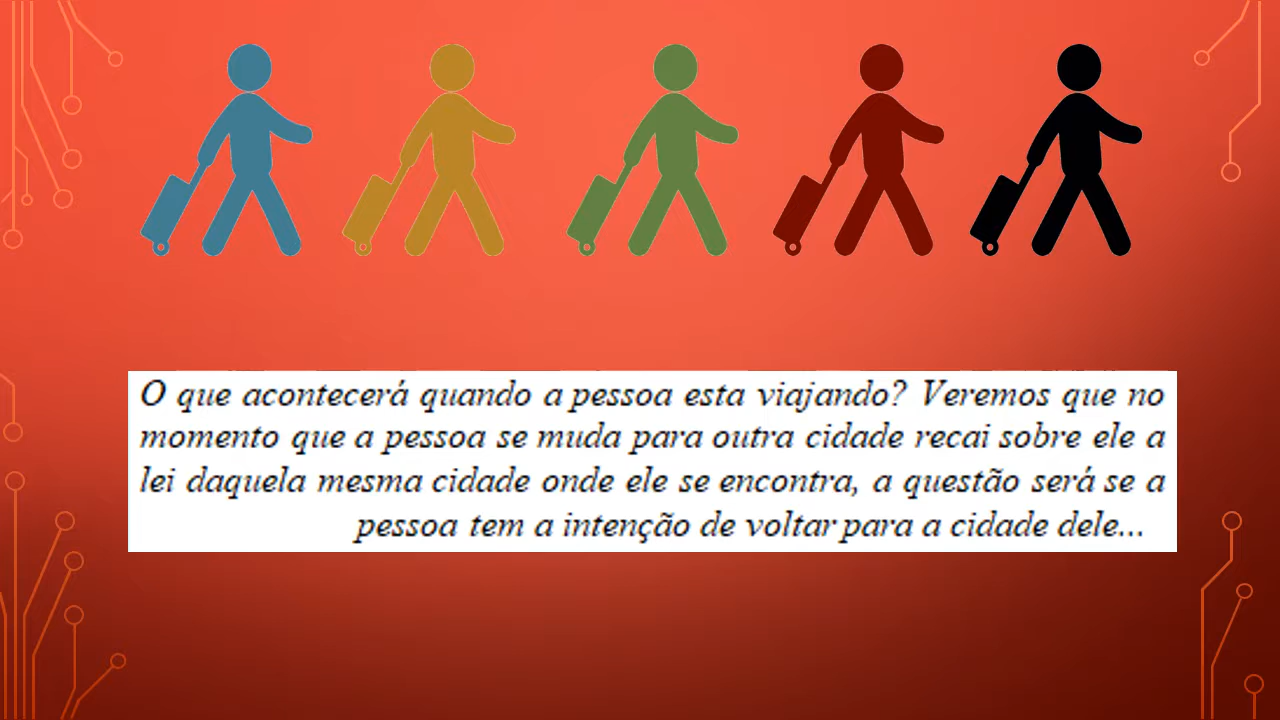 O que acontecerá quando a pessoa esta viajando? Veremos que no
momento que a pessoa se muda para outra cidade recai sobre ele a
lei daquela mesma cidade onde ele se encontra, a questão será se a
pessoa tem a intenção de voltar para a cidade dele...